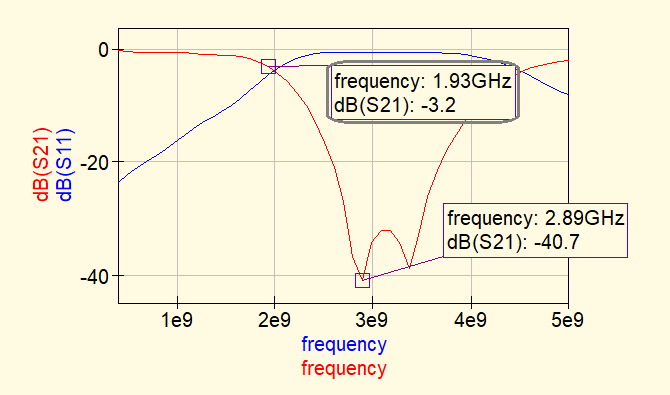 0
-20
-40
dB(S21)
dB(S11)
frequency: 1.93GHz
dB(S21): -3.2
frequency: 2.89GHz
dB(S21): -40.7
1e9 2e9 3e9 4e9 5e9
frequency
frequency